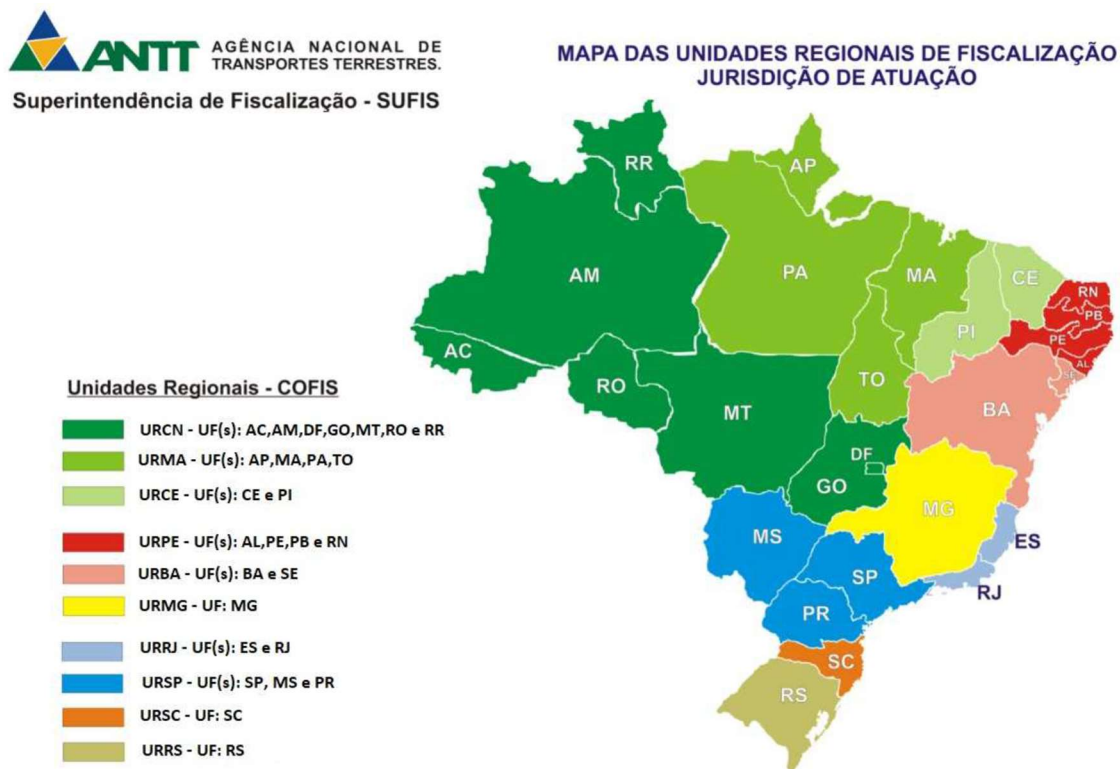 ANTT
AGÊNCIA NACIONAL DE
TRANSPORTES TERRESTRES.
Superintendência de Fiscalização - SUFIS
MAPA DAS UNIDADES REGIONAIS DE FISCALIZAÇÃO
JURISDIÇÃO DE ATUAÇÃO
RR
AP
AM
PA
MA
CE
RN
PB
PI
PE
AL
SE
AC
RO
TO
MT
BA
DF
GO
MG
MS
ES
SP
RJ
PR
SC
RS
Unidades Regionais - COFIS
URCN - UF(s): AC,AM,DF,GO,MT,RO e RR
URMA - UF(s): AP,MA,PA,TO
URCE - UF(s): CE e PI
URPE - UF(s): AL,PE,PB e RN
URBA - UF(s): BA e SE
URMG - UF: MG
URRJ - UF(s): ES e RJ
URSP - UF(s): SP, MS e PR
URSC - UF: SC
URRS - UF: RS